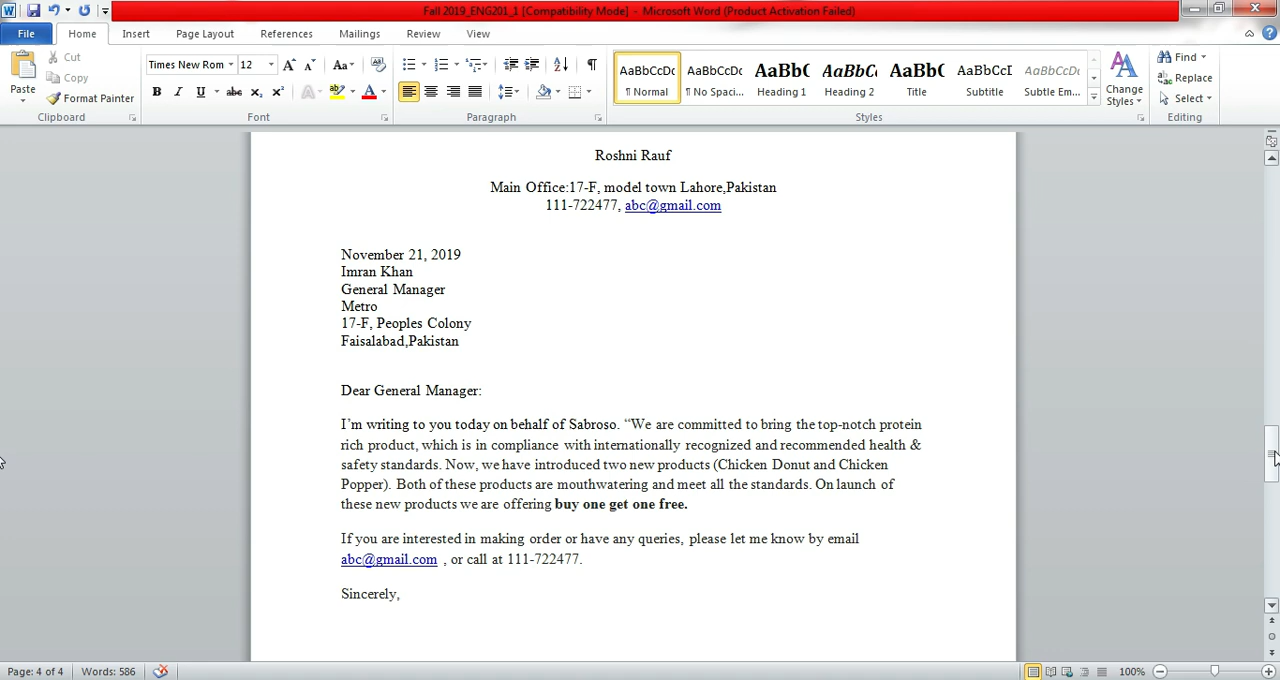 Fall 2019_ENG201_1 [Compatibility Mode] - Microsoft Word (Product Activation Failed)
File Home Insert Page Layout References Mailings Review View
Paste
Cut
Copy
Format Painter
Clipboard
Times New Rom 12
Font
Paragraph
AaBbCcDc AaBbCcDc AaBbC AaBbCc AaBbC AaBbCcI AaBbCcDc
¶ Normal ¶ No Spaci... Heading 1 Heading 2 Title Subtitle Subtle Em...
Styles
Change Styles
Find
Replace
Select
Editing
Roshni Rauf
Main Office:17-F, model town Lahore,Pakistan
111-722477, abc@gmail.com
November 21, 2019
Imran Khan
General Manager
Metro
17-F, Peoples Colony
Faisalabad,Pakistan
Dear General Manager:
I'm writing to you today on behalf of Sabroso. “We are committed to bring the top-notch protein
rich product, which is in compliance with internationally recognized and recommended health &
safety standards. Now, we have introduced two new products (Chicken Donut and Chicken
Popper). Both of these products are mouthwatering and meet all the standards. On launch of
these new products we are offering buy one get one free.
If you are interested in making order or have any queries, please let me know by email
abc@gmail.com , or call at 111-722477.
Sincerely,
Page: 4 of 4 Words: 586 100%